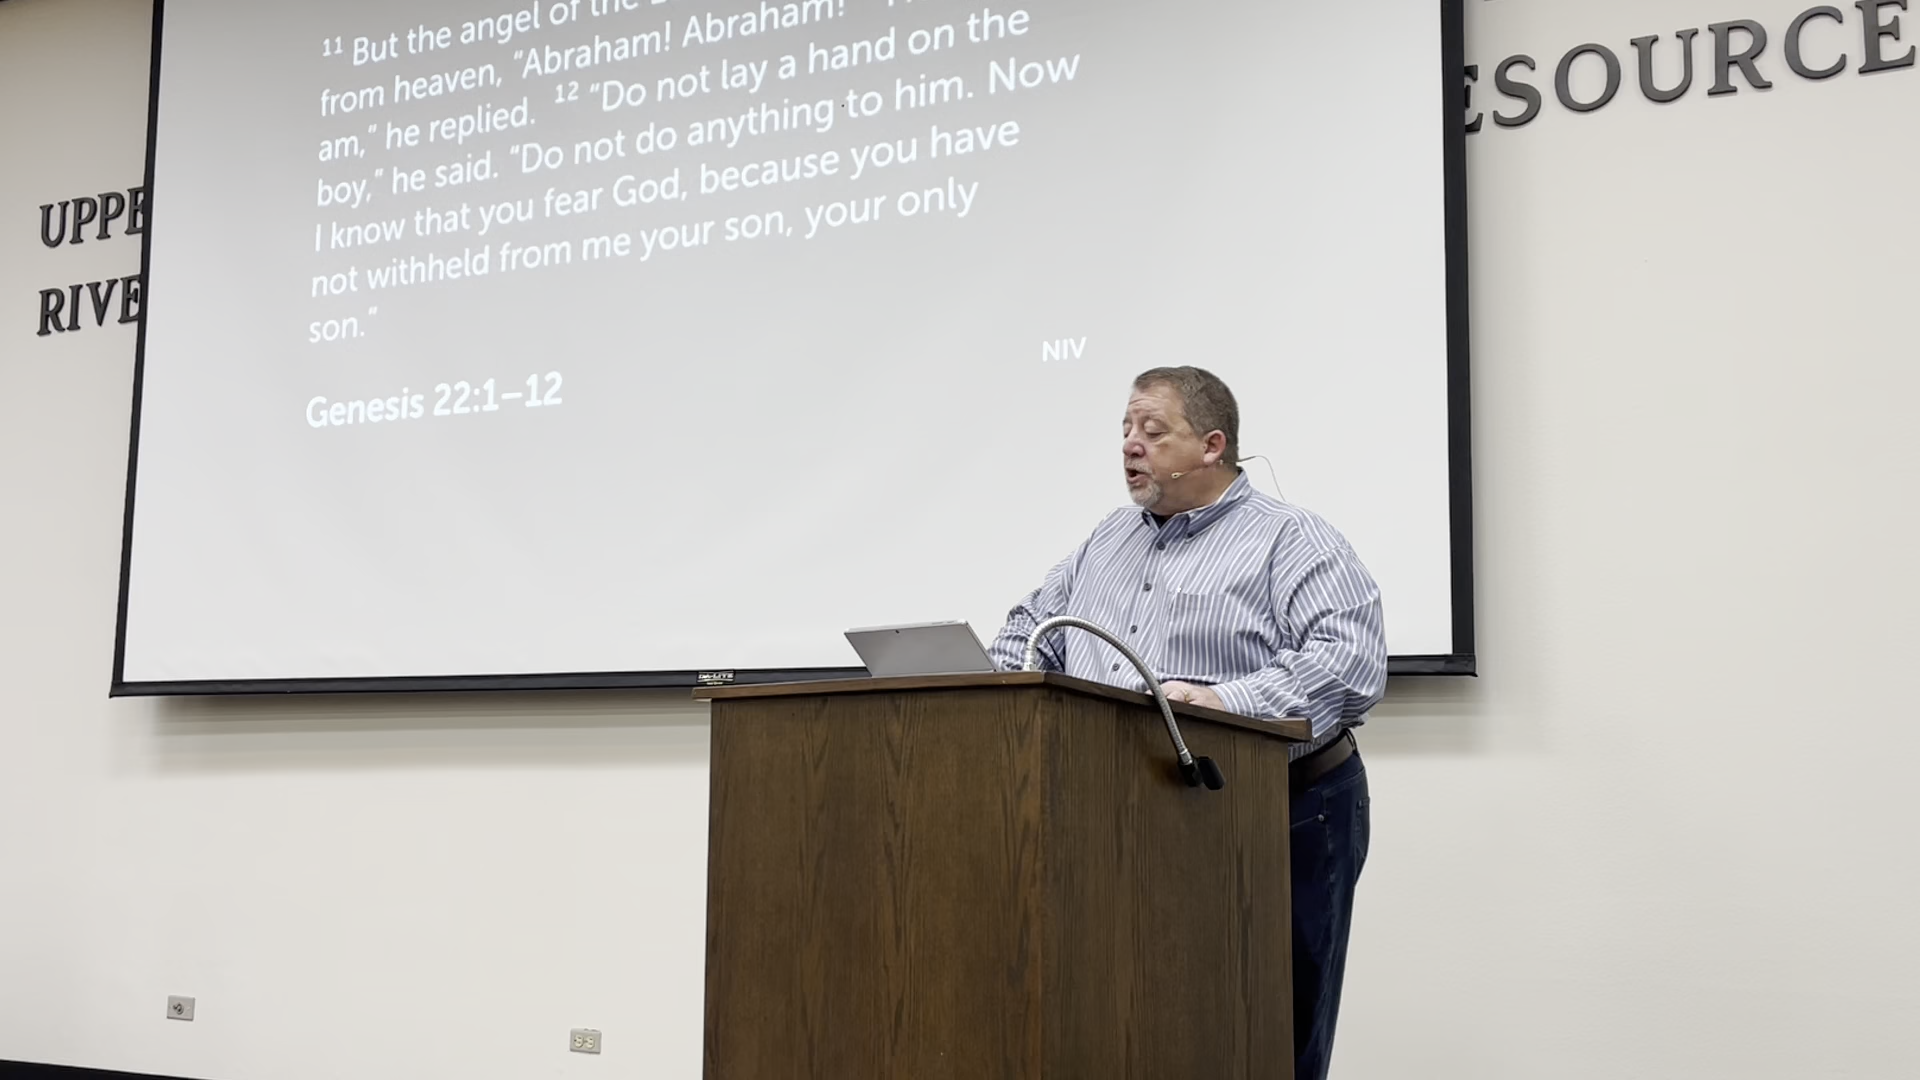 UPPE
RIVE
ESOURCE
¹¹ But the angel of the
from heaven, “Abraham! Abraham!”
am,” he replied. ¹² “Do not lay a hand on the
boy,” he said. “Do not do anything to him. Now
I know that you fear God, because you have
not withheld from me your son, your only
son.”
NIV
Genesis 22:1–12
DA-LITE